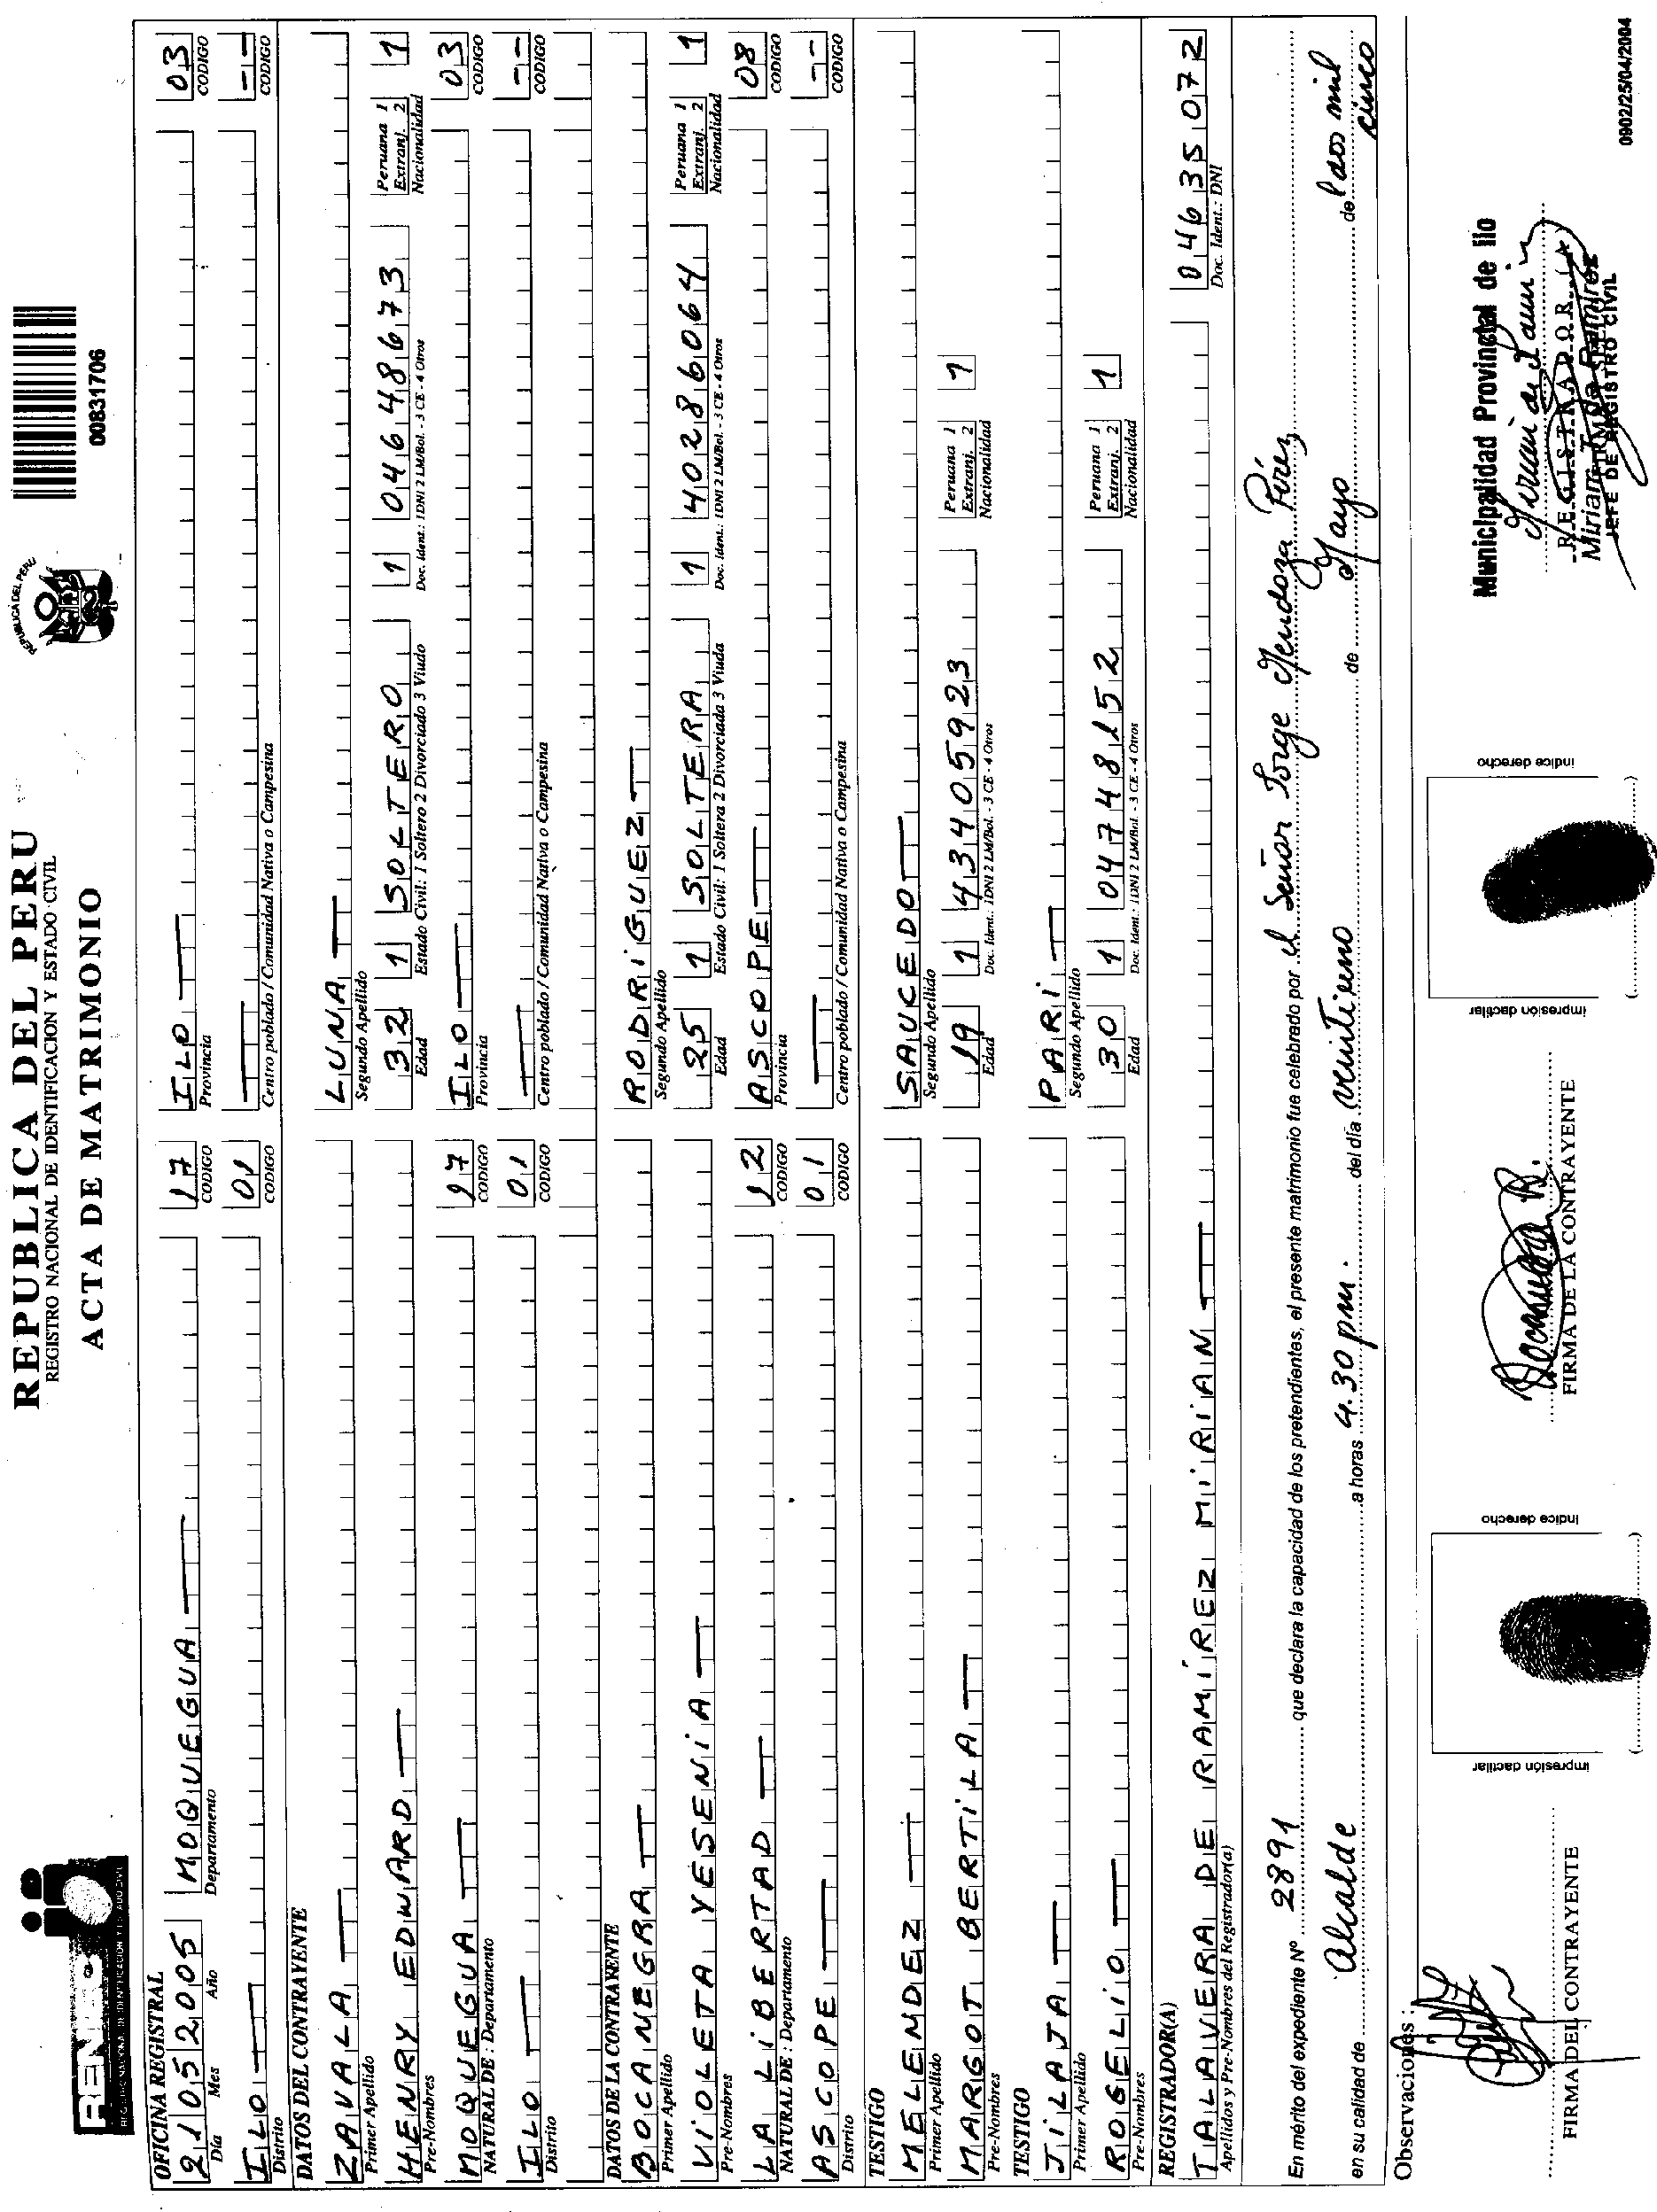 REPUBLICA DEL PERU
REGISTRO NACIONAL DE IDENTIFICACION Y ESTADO CIVIL
ACTA DE MATRIMONIO
REPUBLICA DEL PERU
00831706
RENIEC
REGISTRO NACIONAL DE IDENTIFICACION Y ESTADO CIVIL
OFICINA REGISTRAL
21 05 2005 MOQUEGUA 17 ILO 03
Día Mes Año Departamento CODIGO Provincia CODIGO
ILO 01 --
Distrito CODIGO Centro poblado / Comunidad Nativa o Campesina CODIGO
DATOS DEL CONTRAYENTE
ZAVALA LUNA
Primer Apellido Segundo Apellido
HENRY EDWARD 32 1 SOLTERO 1 04648673 Peruana 1 Extranj. 2 1
Pre-Nombres Edad Estado Civil: 1 Soltero 2 Divorciado 3 Viudo Doc. Ident.: 1DNI 2 LM/Bol. - 3 CE - 4 Otros Nacionalidad
MOQUEGUA 17 ILO 03
NATURAL DE : Departamento CODIGO Provincia CODIGO
ILO 01 --
Distrito CODIGO Centro poblado / Comunidad Nativa o Campesina CODIGO
DATOS DE LA CONTRAYENTE
BOCANEGRA RODRIGUEZ
Primer Apellido Segundo Apellido
VIOLETA YESENIA 25 1 SOLTERA 1 40286064 Peruana 1 Extranj. 2 1
Pre-Nombres Edad Estado Civil: 1 Soltera 2 Divorciada 3 Viuda Doc. Ident.: 1DNI 2 LM/Bol. - 3 CE - 4 Otros Nacionalidad
LA LIBERTAD 12 ASCOPE 08
NATURAL DE : Departamento CODIGO Provincia CODIGO
ASCOPE 01 --
Distrito CODIGO Centro poblado / Comunidad Nativa o Campesina CODIGO
TESTIGO
MELENDEZ SAUCEDO
Primer Apellido Segundo Apellido
MARGOT BERTILA 19 1 43405923 Peruana 1 Extranj. 2 1
Pre-Nombres Edad Doc. Ident.: 1DNI 2 LM/Bol. - 3 CE - 4 Otros Nacionalidad
TESTIGO
JILAJA PARI
Primer Apellido Segundo Apellido
ROGELIO 30 1 04748152 Peruana 1 Extranj. 2 1
Pre-Nombres Edad Doc. Ident.: 1DNI 2 LM/Bol. - 3 CE - 4 Otros Nacionalidad
REGISTRADOR(A)
TALAVERA DE RAMIREZ MIRIAN 04635072
Apellidos y Pre-Nombres del Registrador(a) Doc. Ident.: DNI
En mérito del expediente Nº 2891 que declara la capacidad de los pretendientes, el presente matrimonio fue celebrado por el Señor Jorge Mendoza Pérez
en su calidad de Alcalde a horas 4.30 pm. del día veintiuno de Mayo de dos mil
cinco
Observaciones :
Municipalidad Provincial de Ilo
REGISTRADOR (A)
JEFE DE REGISTRO CIVIL
FIRMA DEL CONTRAYENTE
impresión dactilar
índice derecho
FIRMA DE LA CONTRAYENTE
impresión dactilar
índice derecho
0902/25/04/2004